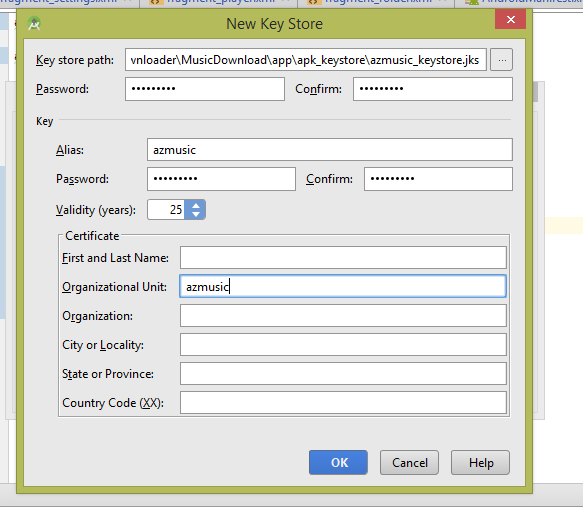 New Key Store
Key store path: vnloader\MusicDownload\app\apk_keystore\azmusic_keystore.jks ...
Password: ••••••••• Confirm: •••••••••
Key
Alias: azmusic
Password: ••••••••• Confirm: •••••••••
Validity (years): 25
Certificate
First and Last Name:
Organizational Unit: azmusic
Organization:
City or Locality:
State or Province:
Country Code (XX):
OK Cancel Help